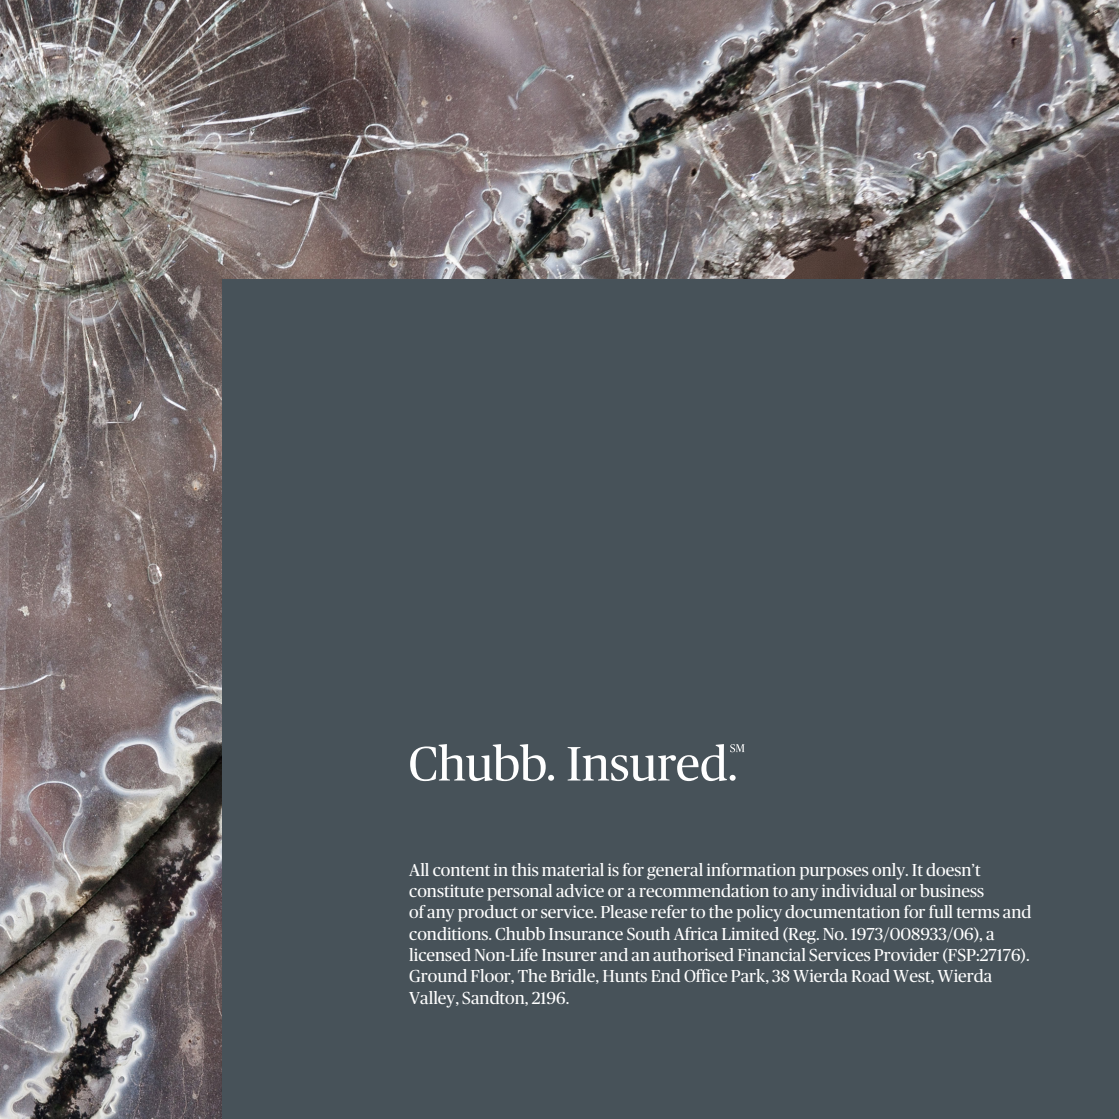 Chubb. Insured.℠
All content in this material is for general information purposes only. It doesn’t
constitute personal advice or a recommendation to any individual or business
of any product or service. Please refer to the policy documentation for full terms and
conditions. Chubb Insurance South Africa Limited (Reg. No. 1973/008933/06), a
licensed Non-Life Insurer and an authorised Financial Services Provider (FSP:27176).
Ground Floor, The Bridle, Hunts End Office Park, 38 Wierda Road West, Wierda
Valley, Sandton, 2196.